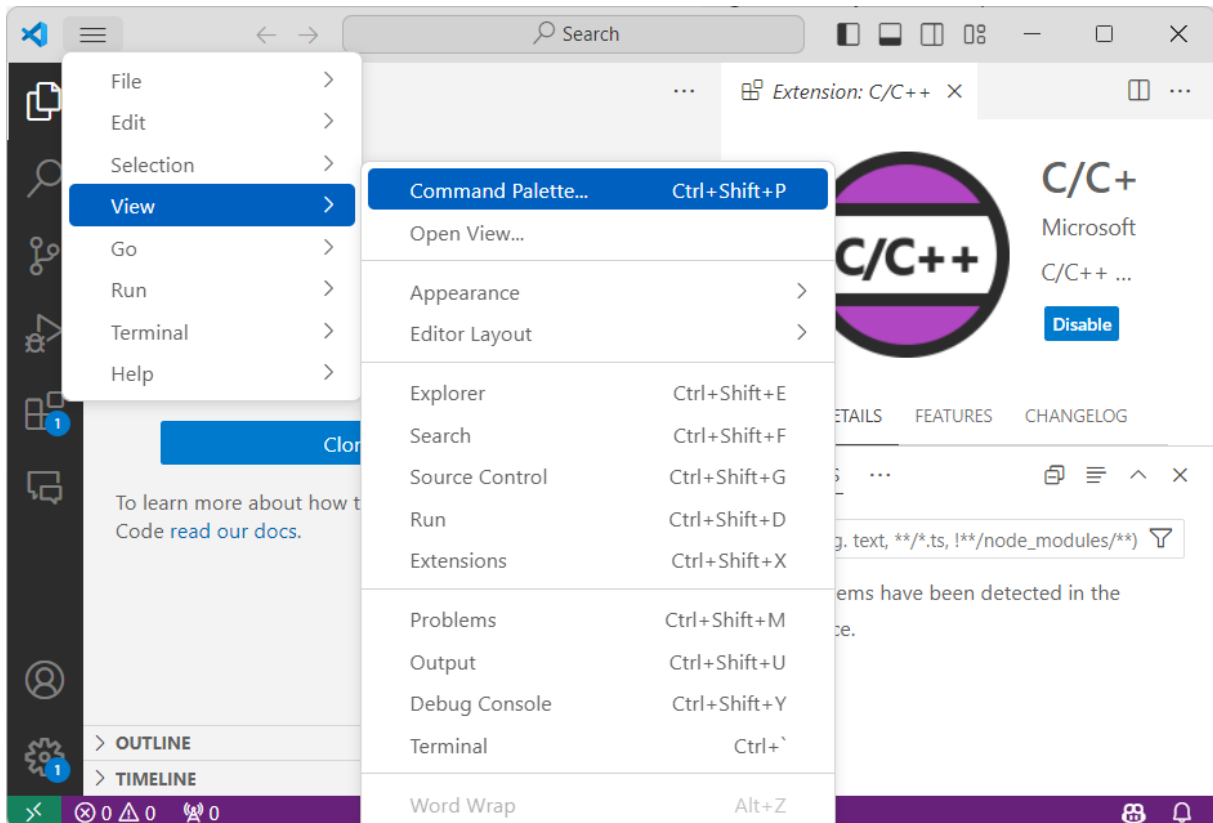 Search
File
Edit
Selection
View
Go
Run
Terminal
Help
Command Palette... Ctrl+Shift+P
Open View...
Appearance
Editor Layout
Explorer Ctrl+Shift+E
Search Ctrl+Shift+F
Source Control Ctrl+Shift+G
Run Ctrl+Shift+D
Extensions Ctrl+Shift+X
Problems Ctrl+Shift+M
Output Ctrl+Shift+U
Debug Console Ctrl+Shift+Y
Terminal Ctrl+`
Word Wrap Alt+Z
Extension: C/C++
C/C++
C/C+
Microsoft
C/C++ ...
Disable
ETAILS FEATURES CHANGELOG
g. text, **/*.ts, !**/node_modules/**)
ems have been detected in the
ce.
1
Clor
To learn more about how t
Code read our docs.
OUTLINE
TIMELINE
1
0 0 0